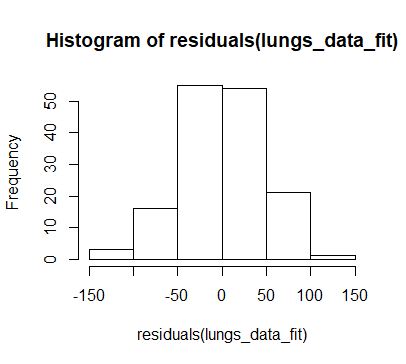 Histogram of residuals(lungs_data_fit)
Frequency
50
40
30
20
10
0
-150 -50 0 50 100 150
residuals(lungs_data_fit)